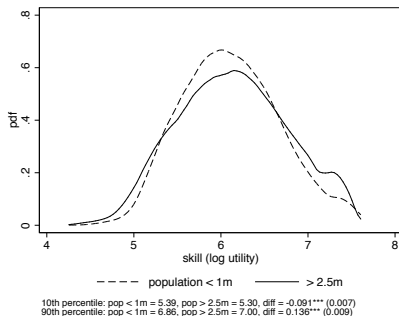 pdf
.8
.6
.4
.2
0
4 5 6 7 8
skill (log utility)
population < 1m > 2.5m
10th percentile: pop < 1m = 5.39, pop > 2.5m = 5.30, diff = -0.091*** (0.007)
90th percentile: pop < 1m = 6.86, pop > 2.5m = 7.00, diff = 0.136*** (0.009)